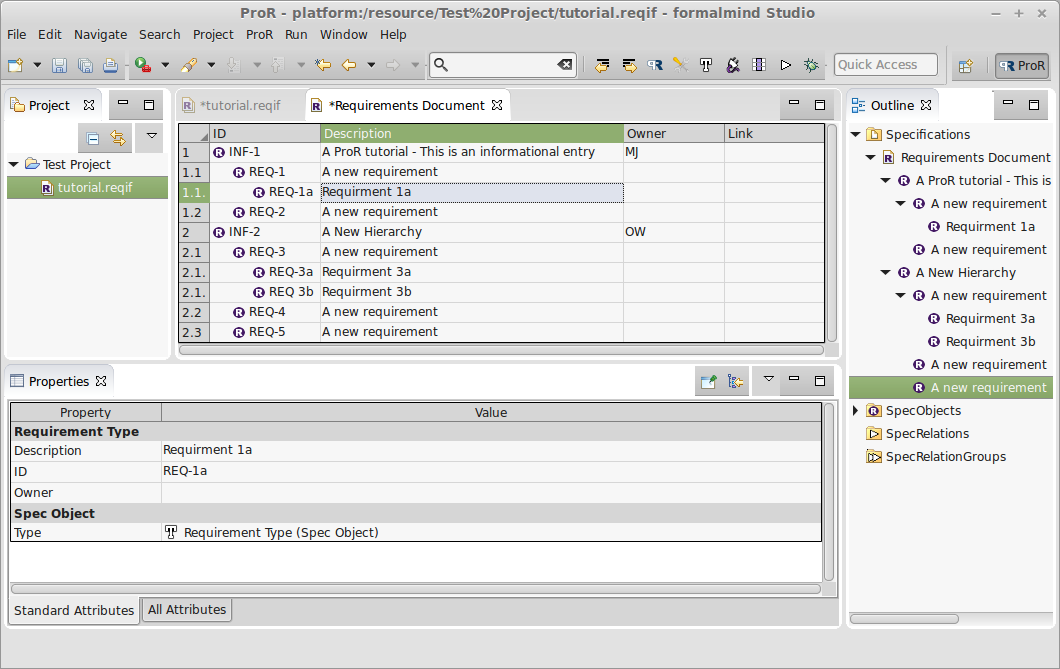 ProR - platform:/resource/Test%20Project/tutorial.reqif - formalmind Studio
File Edit Navigate Search Project ProR Run Window Help
Quick Access
ProR
Project
Test Project
tutorial.reqif
*tutorial.reqif *Requirements Document
ID Description Owner Link
1 INF-1 A ProR tutorial - This is an informational entry MJ
1.1 REQ-1 A new requirement
1.1. REQ-1a Requirment 1a
1.2 REQ-2 A new requirement
2 INF-2 A New Hierarchy OW
2.1 REQ-3 A new requirement
2.1. REQ-3a Requirment 3a
2.1. REQ 3b Requirment 3b
2.2 REQ-4 A new requirement
2.3 REQ-5 A new requirement
Properties
Property Value
Requirement Type
Description Requirment 1a
ID REQ-1a
Owner
Spec Object
Type Requirement Type (Spec Object)
Standard Attributes All Attributes
Outline
Specifications
Requirements Document
A ProR tutorial - This is
A new requirement
Requirment 1a
A new requirement
A New Hierarchy
A new requirement
Requirment 3a
Requirment 3b
A new requirement
A new requirement
SpecObjects
SpecRelations
SpecRelationGroups